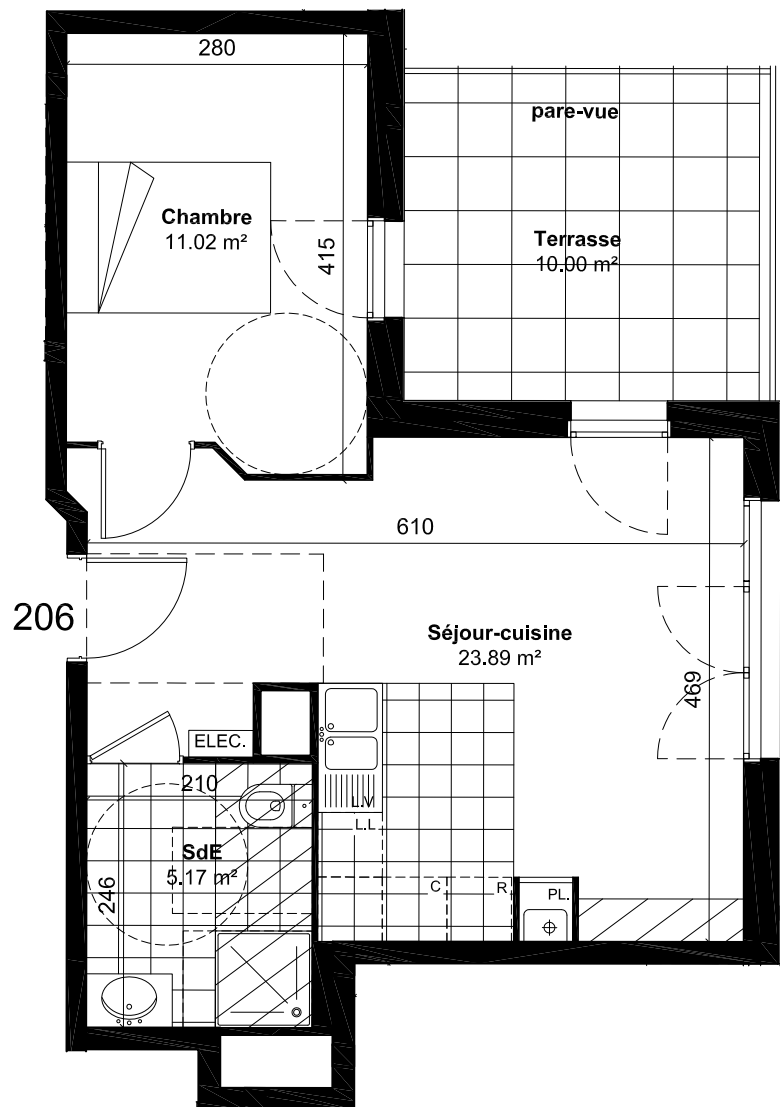 280
pare-vue
Chambre
11.02 m²
415
Terrasse
10.00 m²
610
206
Séjour-cuisine
23.89 m²
469
ELEC.
210
L.V
L.L
SdE
5.17 m²
246
C
R
PL.